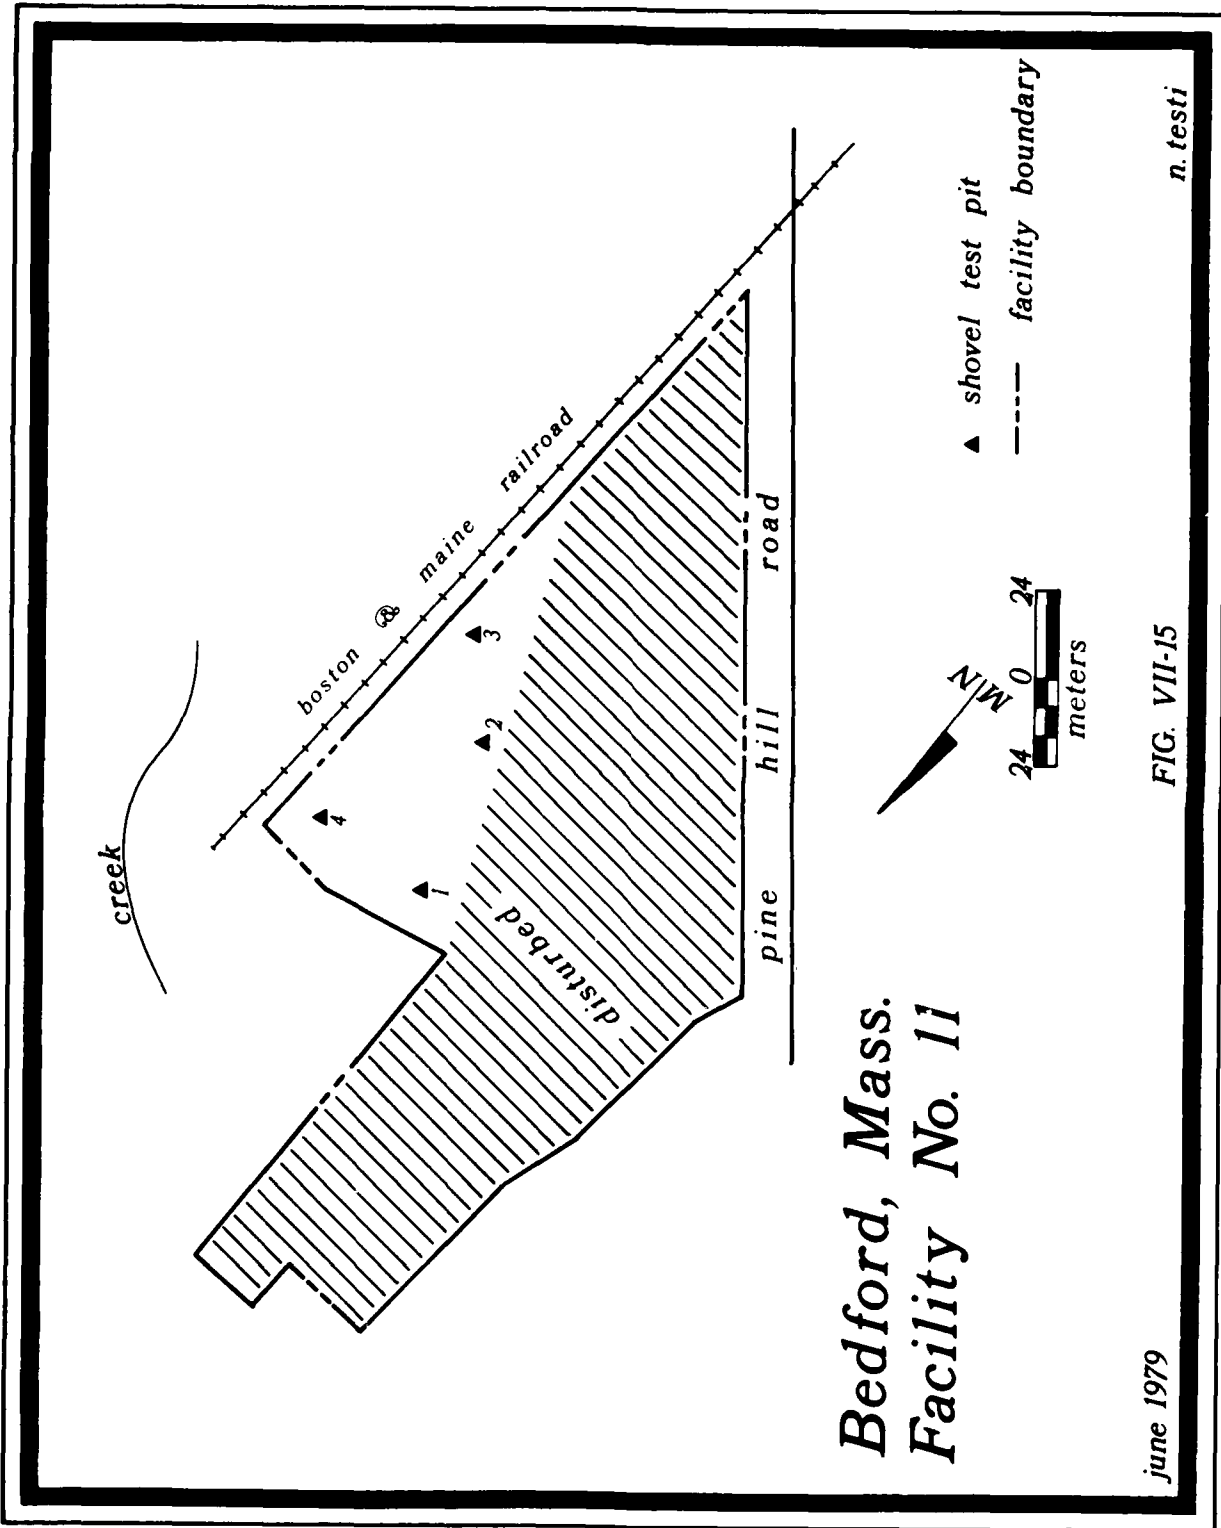 creek
boston & maine railroad
4
3
2
1
disturbed
pine hill road
Bedford, Mass.
Facility No. 11
MN
24 0 24
meters
shovel test pit
facility boundary
june 1979
FIG. VII-15
n. testi